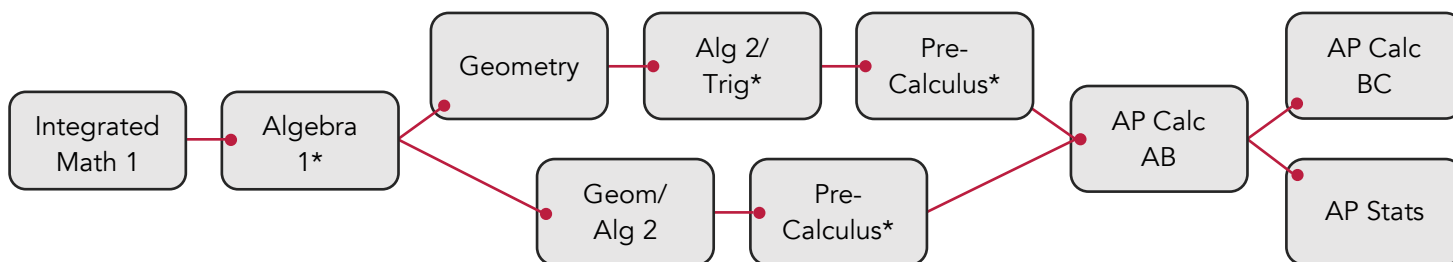 Integrated
Math 1
Algebra
1*
Geometry
Alg 2/
Trig*
Pre-
Calculus*
Geom/
Alg 2
Pre-
Calculus*
AP Calc
AB
AP Calc
BC
AP Stats